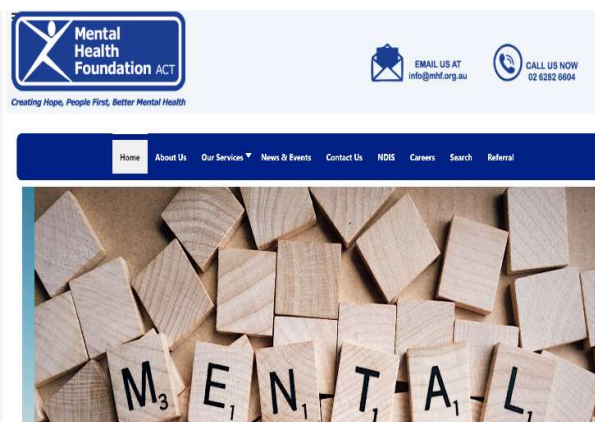 Mental
Health
Foundation ACT
Creating Hope, People First, Better Mental Health
EMAIL US AT
info@mhf.org.au
CALL US NOW
02 6282 6604
Home About Us Our Services News & Events Contact Us NDIS Careers Search Referral
M3 E1 N1 T1 A1 L1